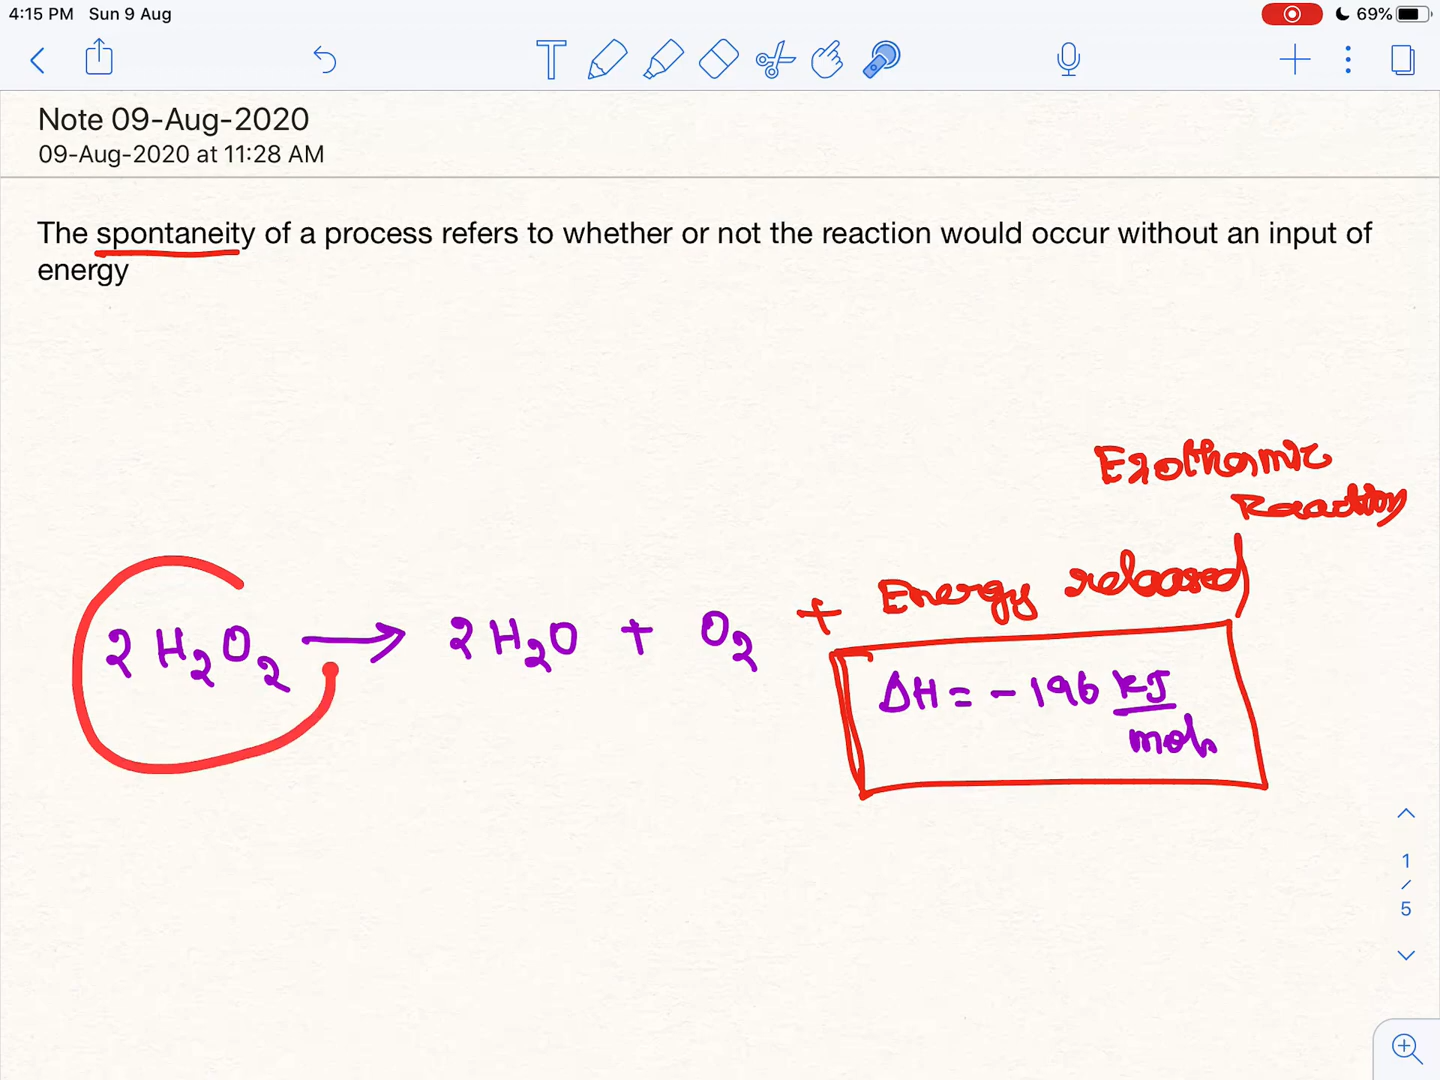 4:15 PM Sun 9 Aug
69%
Note 09-Aug-2020
09-Aug-2020 at 11:28 AM
The spontaneity of a process refers to whether or not the reaction would occur without an input of
energy
Exothermic
Reaction
2 H₂O₂ → 2 H₂O + O₂ + Energy released
ΔH = - 196 kJ
mol
1
/
5